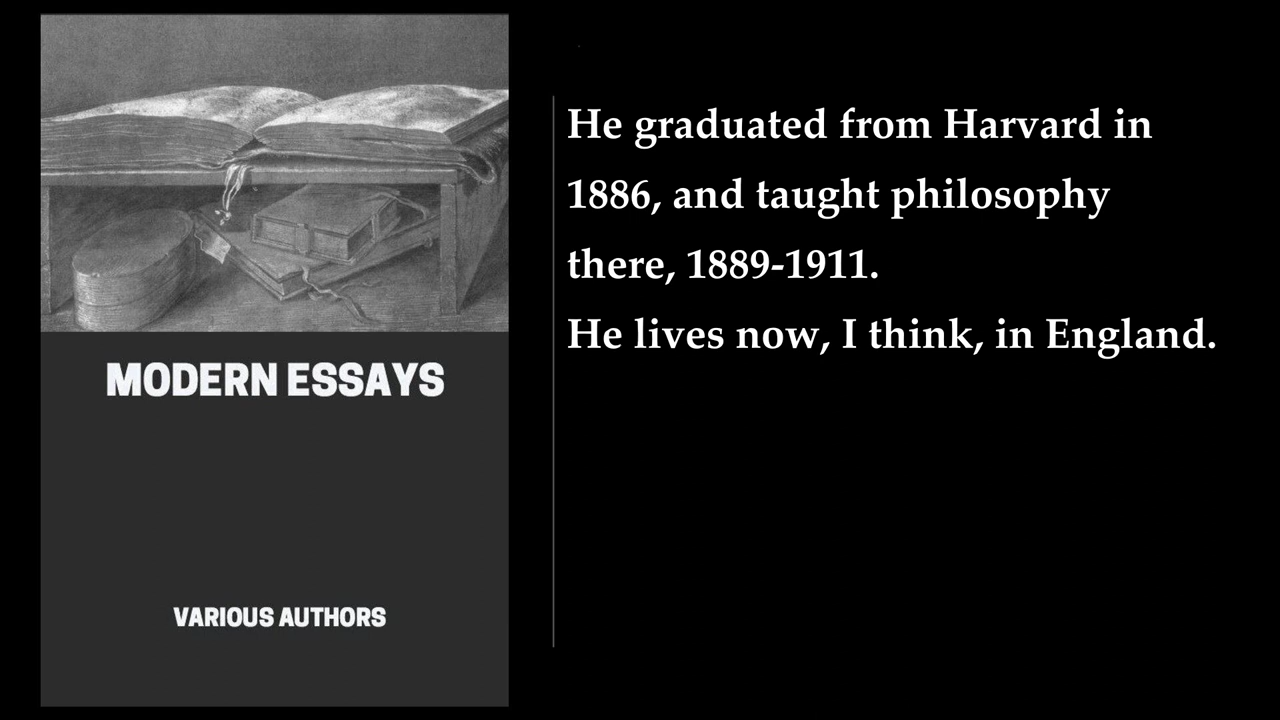 MODERN ESSAYS
VARIOUS AUTHORS
He graduated from Harvard in
1886, and taught philosophy
there, 1889-1911.
He lives now, I think, in England.